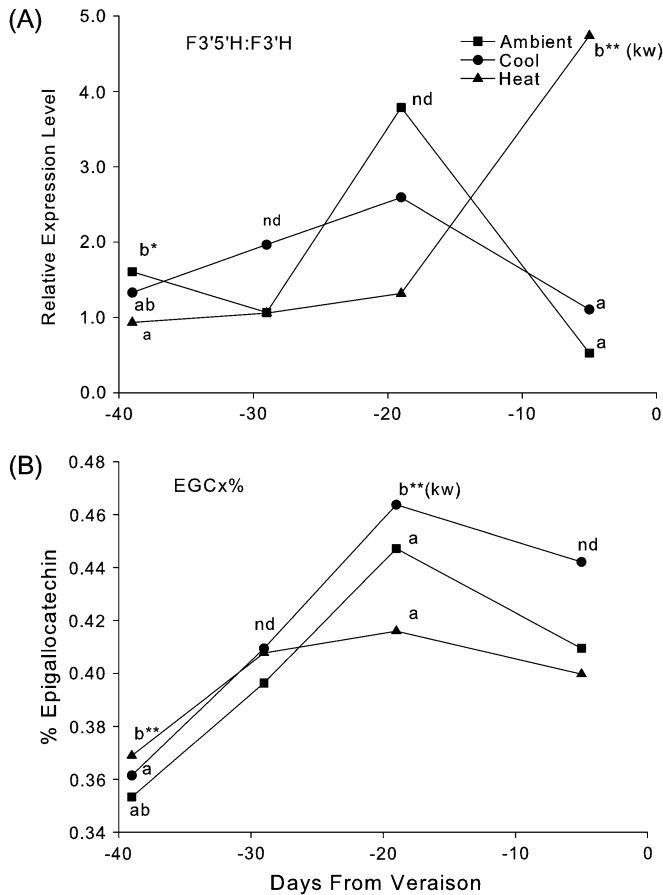 (A)
F3'5'H:F3'H
Ambient
Cool
Heat
b** (kw)
nd
nd
b*
ab
a
a
a
5.0
4.0
3.0
2.0
1.0
0.0
Relative Expression Level
-40
-30
-20
-10
0
(B)
EGCx%
b**(kw)
a
nd
nd
a
b**
a
ab
0.48
0.46
0.44
0.42
0.40
0.38
0.36
0.34
% Epigallocatechin
-40
-30
-20
-10
0
Days From Veraison